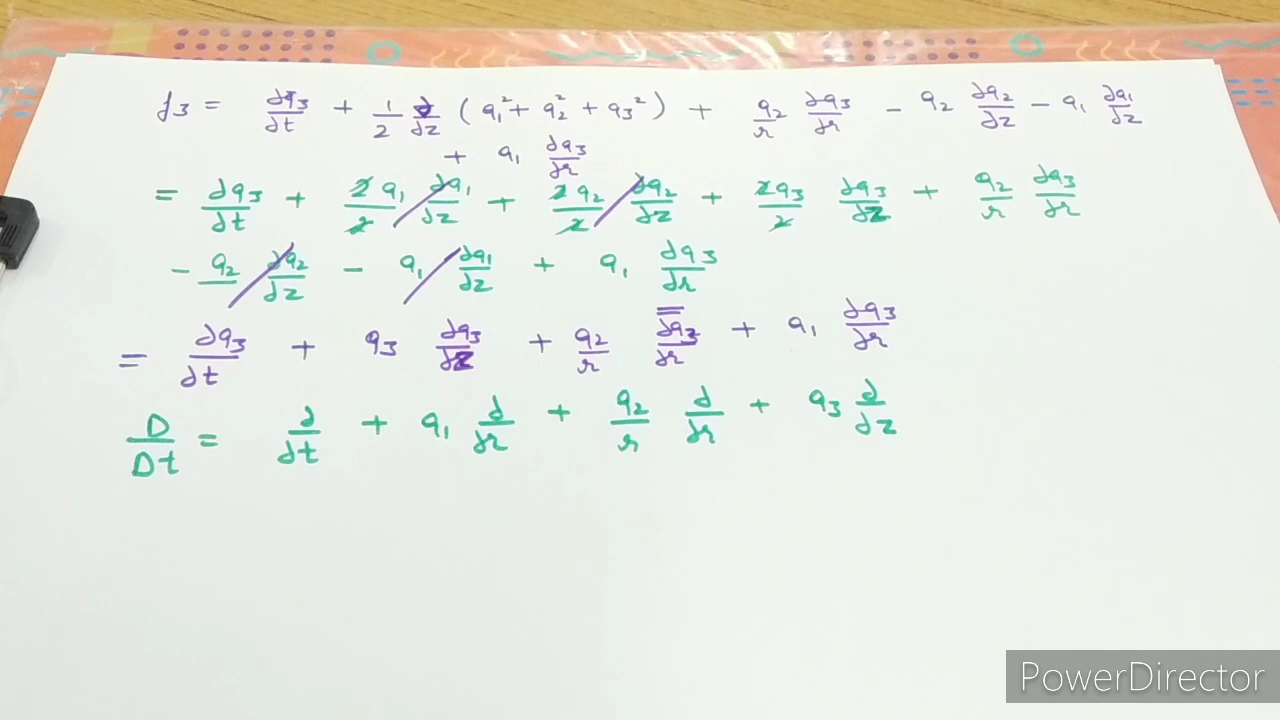 f3 = ∂q3/∂t + 1/2 ∂/∂z (q1² + q2² + q3²) + q2/r ∂q3/∂r − q2 ∂q2/∂z − q1 ∂q1/∂z
+ q1 ∂q3/∂r
= ∂q3/∂t + 2q1/2 ∂q1/∂z + 2q2/2 ∂q2/∂z + 2q3/2 ∂q3/∂z + q2/r ∂q3/∂r
− q2 ∂q2/∂z − q1 ∂q1/∂z + q1 ∂q3/∂r
= ∂q3/∂t + q3 ∂q3/∂z + q2/r ∂q3/∂r + q1 ∂q3/∂r
D/Dt = ∂/∂t + q1 ∂/∂r + q2/r ∂/∂r + q3 ∂/∂z
PowerDirector